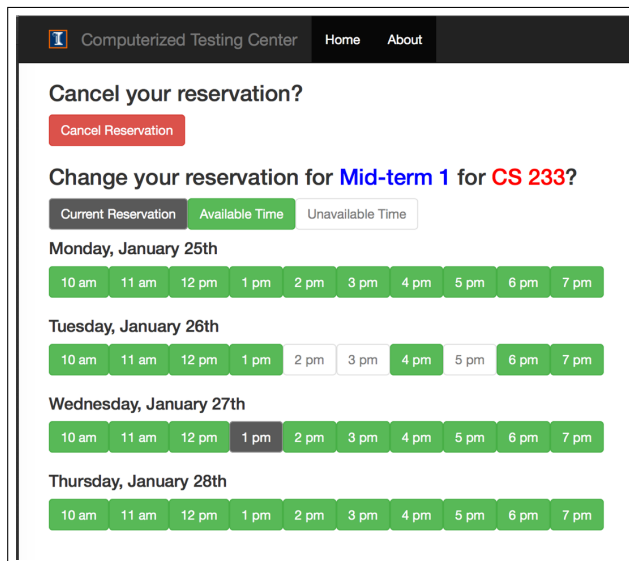 Computerized Testing Center Home About
Cancel your reservation?
Cancel Reservation
Change your reservation for Mid-term 1 for CS 233?
Current Reservation Available Time Unavailable Time
Monday, January 25th
10 am 11 am 12 pm 1 pm 2 pm 3 pm 4 pm 5 pm 6 pm 7 pm
Tuesday, January 26th
10 am 11 am 12 pm 1 pm 2 pm 3 pm 4 pm 5 pm 6 pm 7 pm
Wednesday, January 27th
10 am 11 am 12 pm 1 pm 2 pm 3 pm 4 pm 5 pm 6 pm 7 pm
Thursday, January 28th
10 am 11 am 12 pm 1 pm 2 pm 3 pm 4 pm 5 pm 6 pm 7 pm